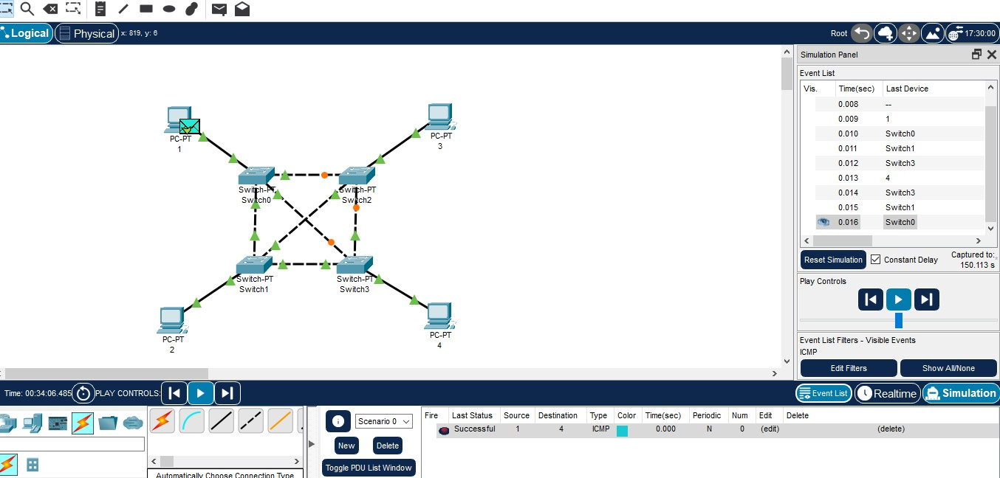 Logical Physical x: 819, y: 6 Root 17:30:00
Simulation Panel
Event List
Vis. Time(sec) Last Device
0.008 --
0.009 1
0.010 Switch0
0.011 Switch1
0.012 Switch3
0.013 4
0.014 Switch3
0.015 Switch1
0.016 Switch0
Reset Simulation Constant Delay Captured to:
150.113 s
Play Controls
Event List Filters - Visible Events
ICMP
Edit Filters Show All/None
PC-PT
1
PC-PT
3
Switch-PT
Switch0
Switch-PT
Switch2
Switch-PT
Switch1
Switch-PT
Switch3
PC-PT
2
PC-PT
4
Time: 00:34:06.485 PLAY CONTROLS: Event List Realtime Simulation
Scenario 0
New Delete
Toggle PDU List Window
Automatically Choose Connection Type
Fire Last Status Source Destination Type Color Time(sec) Periodic Num Edit Delete
Successful 1 4 ICMP 0.000 N 0 (edit) (delete)